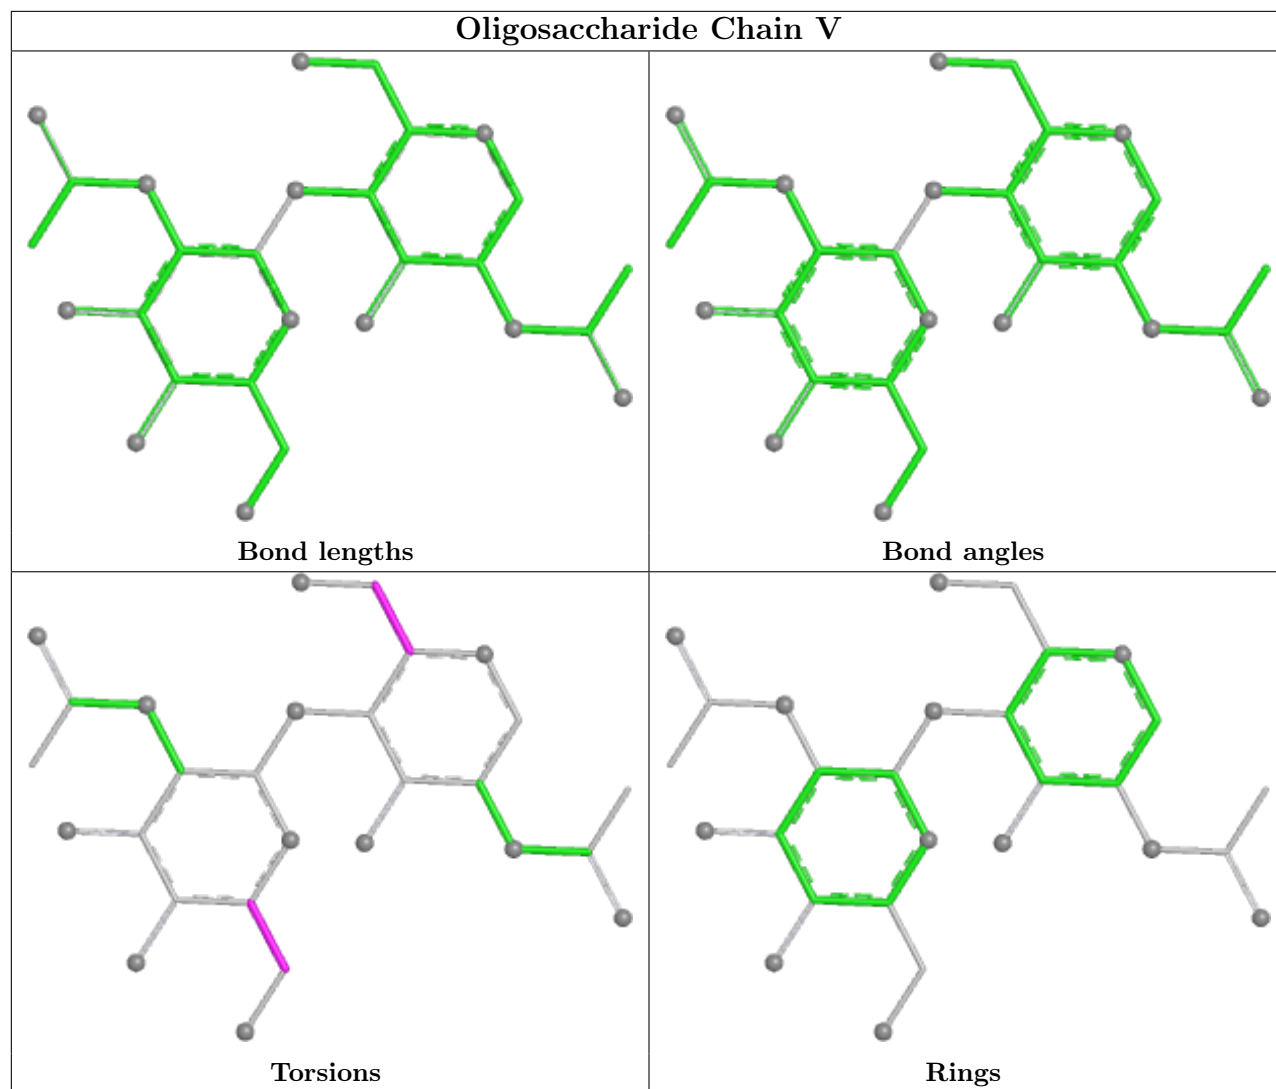 Oligosaccharide Chain V
Bond lengths
Bond angles
Torsions
Rings